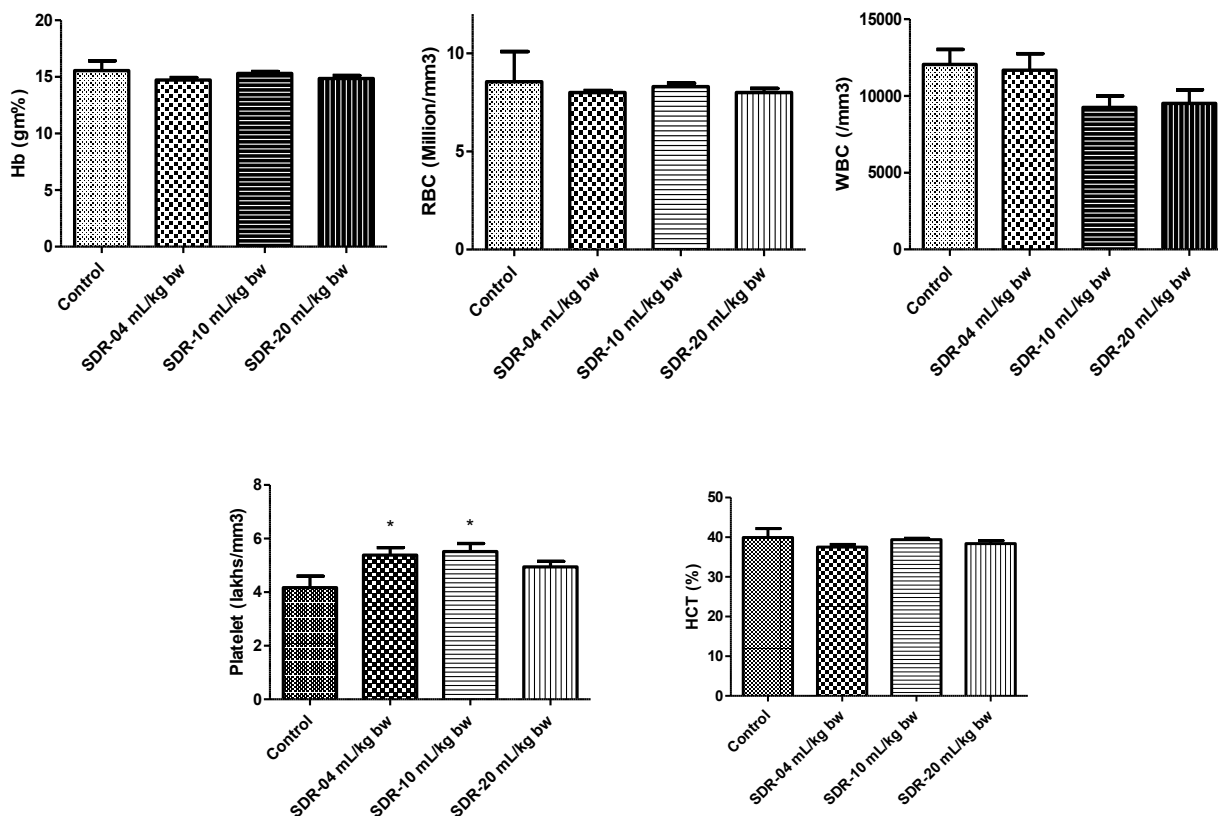 Hb (gm%)
20
15
10
5
0
Control
SDR-04 mL/kg bw
SDR-10 mL/kg bw
SDR-20 mL/kg bw
RBC (Million/mm3)
10
5
0
Control
SDR-04 mL/kg bw
SDR-10 mL/kg bw
SDR-20 mL/kg bw
WBC (/mm3)
15000
10000
5000
0
Control
SDR-04 mL/kg bw
SDR-10 mL/kg bw
SDR-20 mL/kg bw
Platelet (lakhs/mm3)
8
6
4
2
0
*
*
Control
SDR-04 mL/kg bw
SDR-10 mL/kg bw
SDR-20 mL/kg bw
HCT (%)
50
40
30
20
10
0
Control
SDR-04 mL/kg bw
SDR-10 mL/kg bw
SDR-20 mL/kg bw